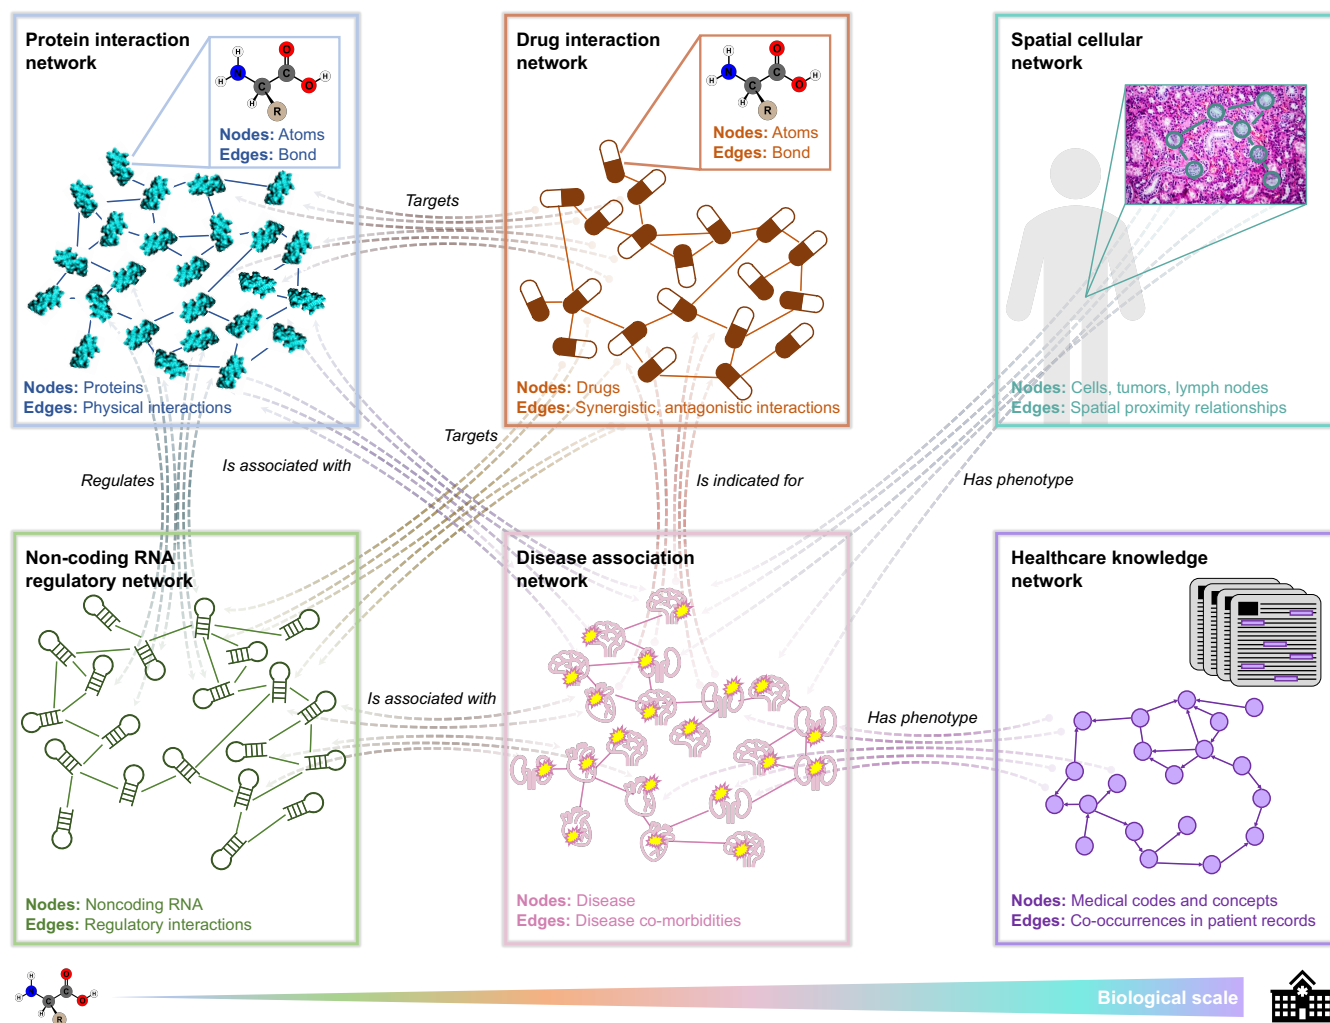 Protein interaction
network
H
H
N
H
C
R
C
O
O
H
Nodes: Atoms
Edges: Bond
Nodes: Proteins
Edges: Physical interactions
Drug interaction
network
H
H
N
H
C
R
C
O
O
H
Nodes: Atoms
Edges: Bond
Nodes: Drugs
Edges: Synergistic, antagonistic interactions
Spatial cellular
network
Nodes: Cells, tumors, lymph nodes
Edges: Spatial proximity relationships
Targets
Targets
Regulates
Is associated with
Is indicated for
Has phenotype
Non-coding RNA
regulatory network
Nodes: Noncoding RNA
Edges: Regulatory interactions
Is associated with
Disease association
network
Nodes: Disease
Edges: Disease co-morbidities
Has phenotype
Healthcare knowledge
network
Nodes: Medical codes and concepts
Edges: Co-occurrences in patient records
H
H
N
H
C
R
C
O
O
H
Biological scale